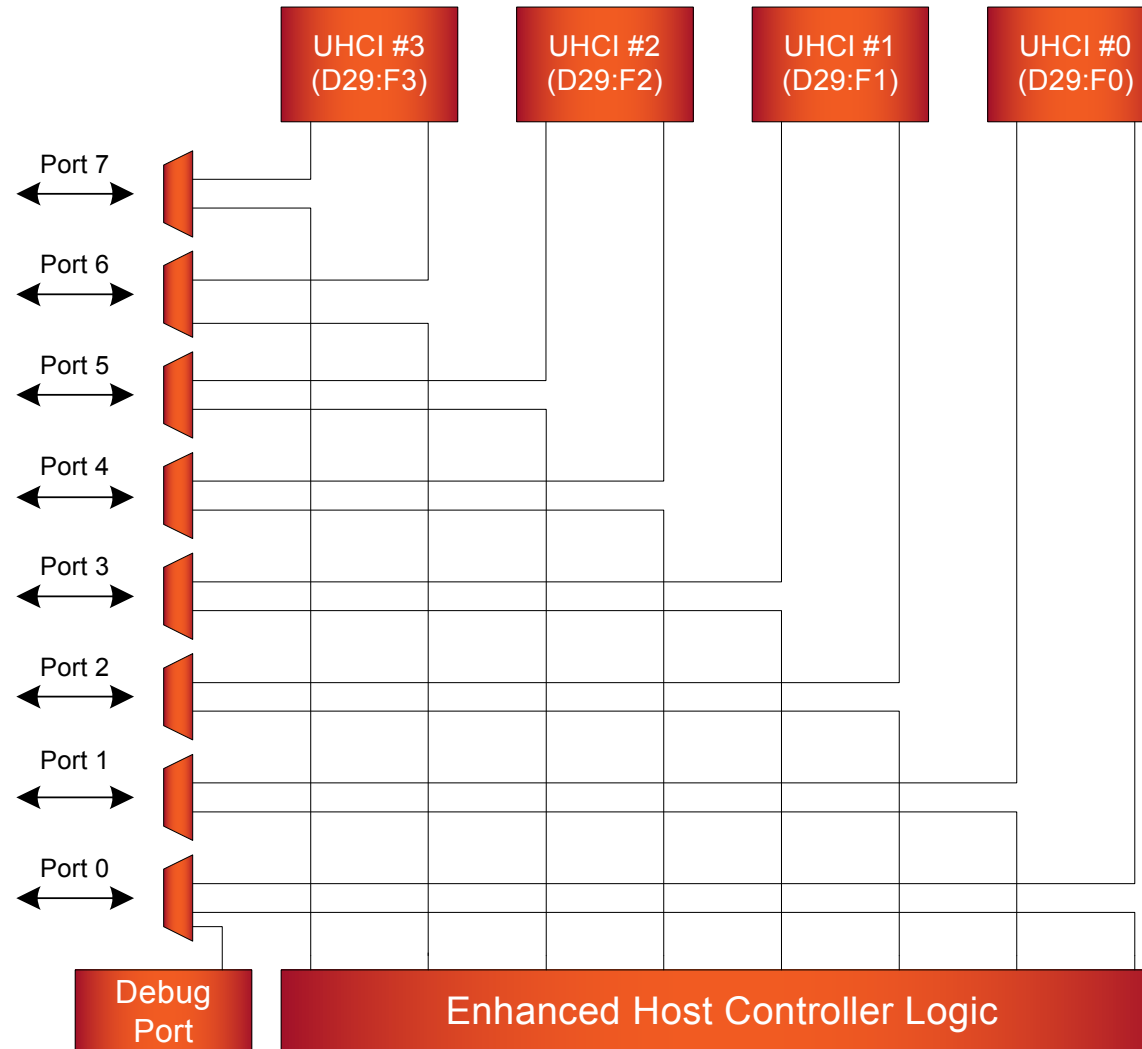 UHCI #3
(D29:F3)
UHCI #2
(D29:F2)
UHCI #1
(D29:F1)
UHCI #0
(D29:F0)
Port 7
Port 6
Port 5
Port 4
Port 3
Port 2
Port 1
Port 0
Debug
Port
Enhanced Host Controller Logic